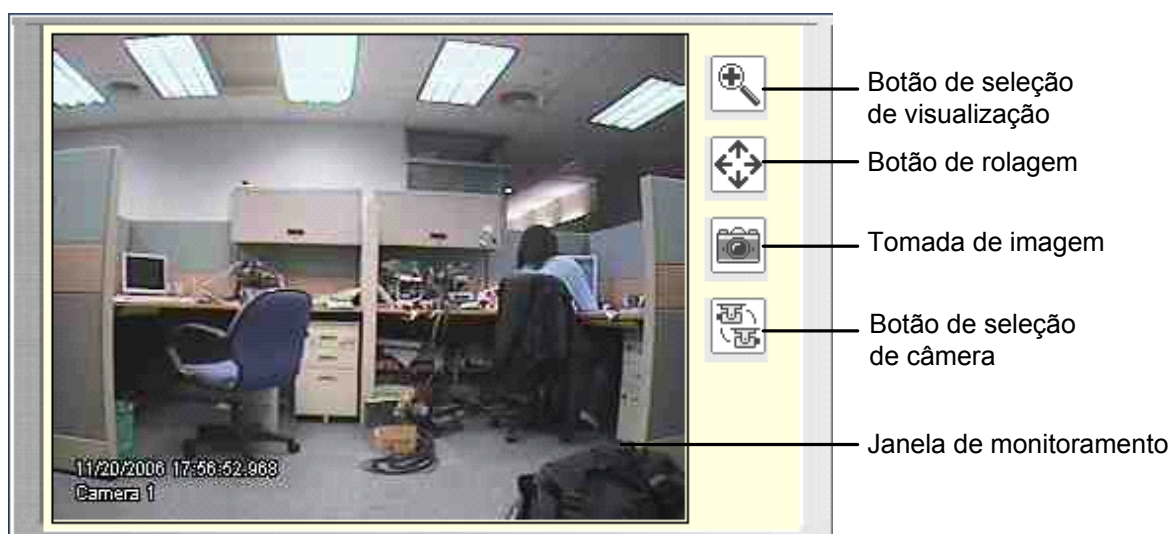 Botão de seleção
de visualização
Botão de rolagem
Tomada de imagem
Botão de seleção
de câmera
Janela de monitoramento
11/20/2006 17:56:52.968
Camera 1